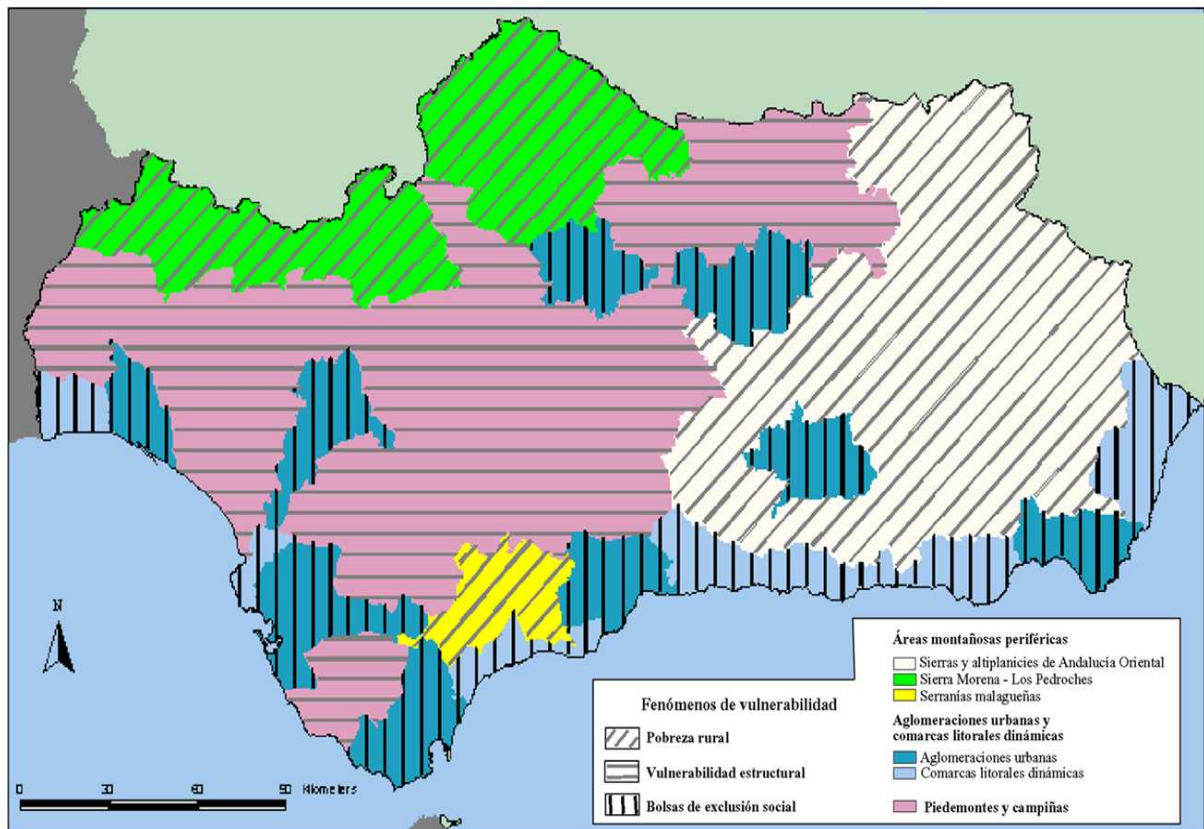 N
0 30 60 90 Kilometers
Fenómenos de vulnerabilidad
Pobreza rural
Vulnerabilidad estructural
Bolsas de exclusión social
Áreas montañosas periféricas
Sierras y altiplanicies de Andalucía Oriental
Sierra Morena - Los Pedroches
Serranías malagueñas
Aglomeraciones urbanas y
comarcas litorales dinámicas
Aglomeraciones urbanas
Comarcas litorales dinámicas
Piedemontes y campiñas